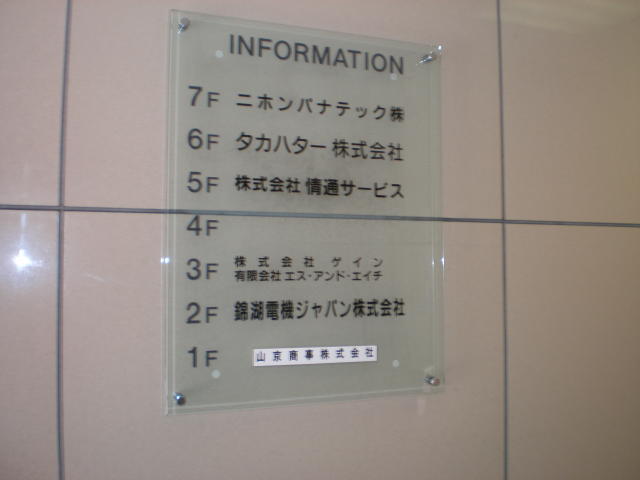 INFORMATION
7F ニホンパナテック㈱
6F タカハター 株式会社
5F 株式会社 情通サービス
4F
3F 株式会社ゲイン
有限会社エス・アンド・エイチ
2F 錦湖電機ジャパン株式会社
1F 山京商事株式会社